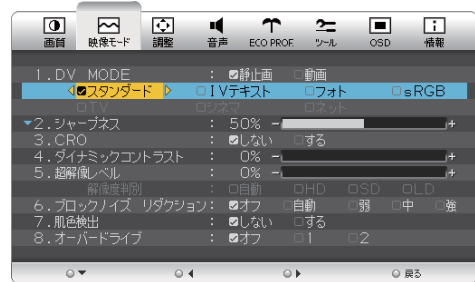 画質 映像モード 調整 音声 ECO PROF. ツール OSD 情報
1.DV MODE : ☑静止画 □動画
☑スタンダード □IVテキスト □フォト □sRGB
□TV □シネマ □ネット
2.シャープネス : 50% - +
3.CRO : ☑しない □する
4.ダイナミックコントラスト : 0% - +
5.超解像レベル : 0% - +
解像度判別 : □自動 □HD □SD □LD
6.ブロックノイズ リダクション: ☑オフ □自動 □弱 □中 □強
7.肌色検出 : ☑しない □する
8.オーバードライブ : ☑オフ □1 □2
戻る